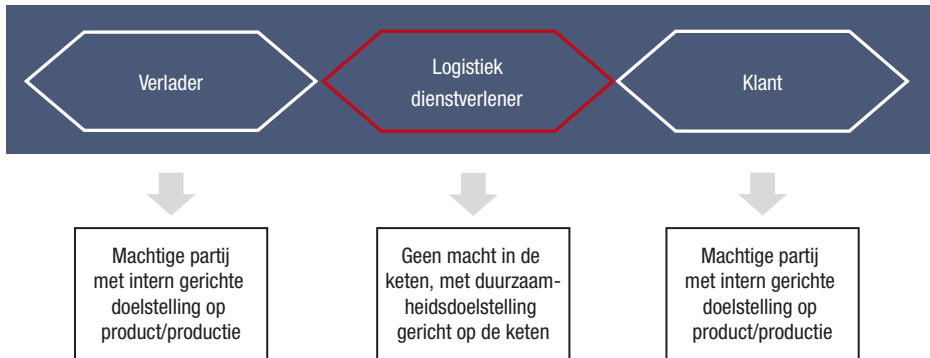 Verlader
Logistiek
dienstverlener
Klant
Machtige partij
met intern gerichte
doelstelling op
product/productie
Geen macht in de
keten, met duurzaam-
heidsdoelstelling
gericht op de keten
Machtige partij
met intern gerichte
doelstelling op
product/productie